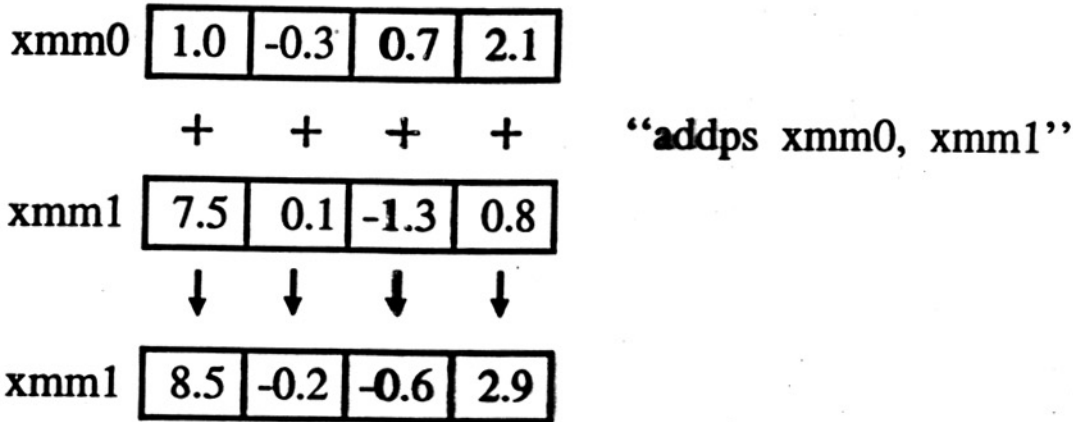 xmm0 1.0 -0.3 0.7 2.1
+ + + + “addps xmm0, xmm1”
xmm1 7.5 0.1 -1.3 0.8
xmm1 8.5 -0.2 -0.6 2.9